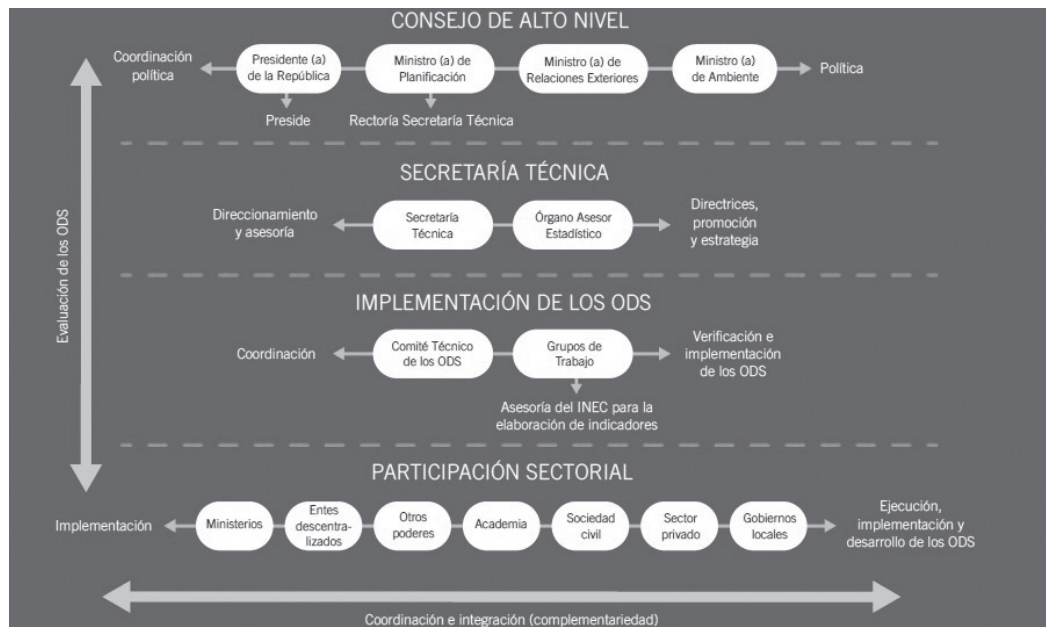 CONSEJO DE ALTO NIVEL
Coordinación
política
Presidente (a)
de la República
Ministro (a) de
Planificación
Ministro (a) de
Relaciones Exteriores
Ministro (a)
de Ambiente
Política
Preside
Rectoría Secretaría Técnica
SECRETARÍA TÉCNICA
Direccionamiento
y asesoría
Secretaría
Técnica
Órgano Asesor
Estadístico
Directrices,
promoción
y estrategia
Evaluación de los ODS
IMPLEMENTACIÓN DE LOS ODS
Coordinación
Comité Técnico
de los ODS
Grupos de
Trabajo
Verificación e
implementación
de los ODS
Asesoría del INEC para la
elaboración de indicadores
PARTICIPACIÓN SECTORIAL
Implementación
Ministerios
Entes
descentra-
lizados
Otros
poderes
Academia
Sociedad
civil
Sector
privado
Gobiernos
locales
Ejecución,
implementación y
desarrollo de los ODS
Coordinación e integración (complementariedad)